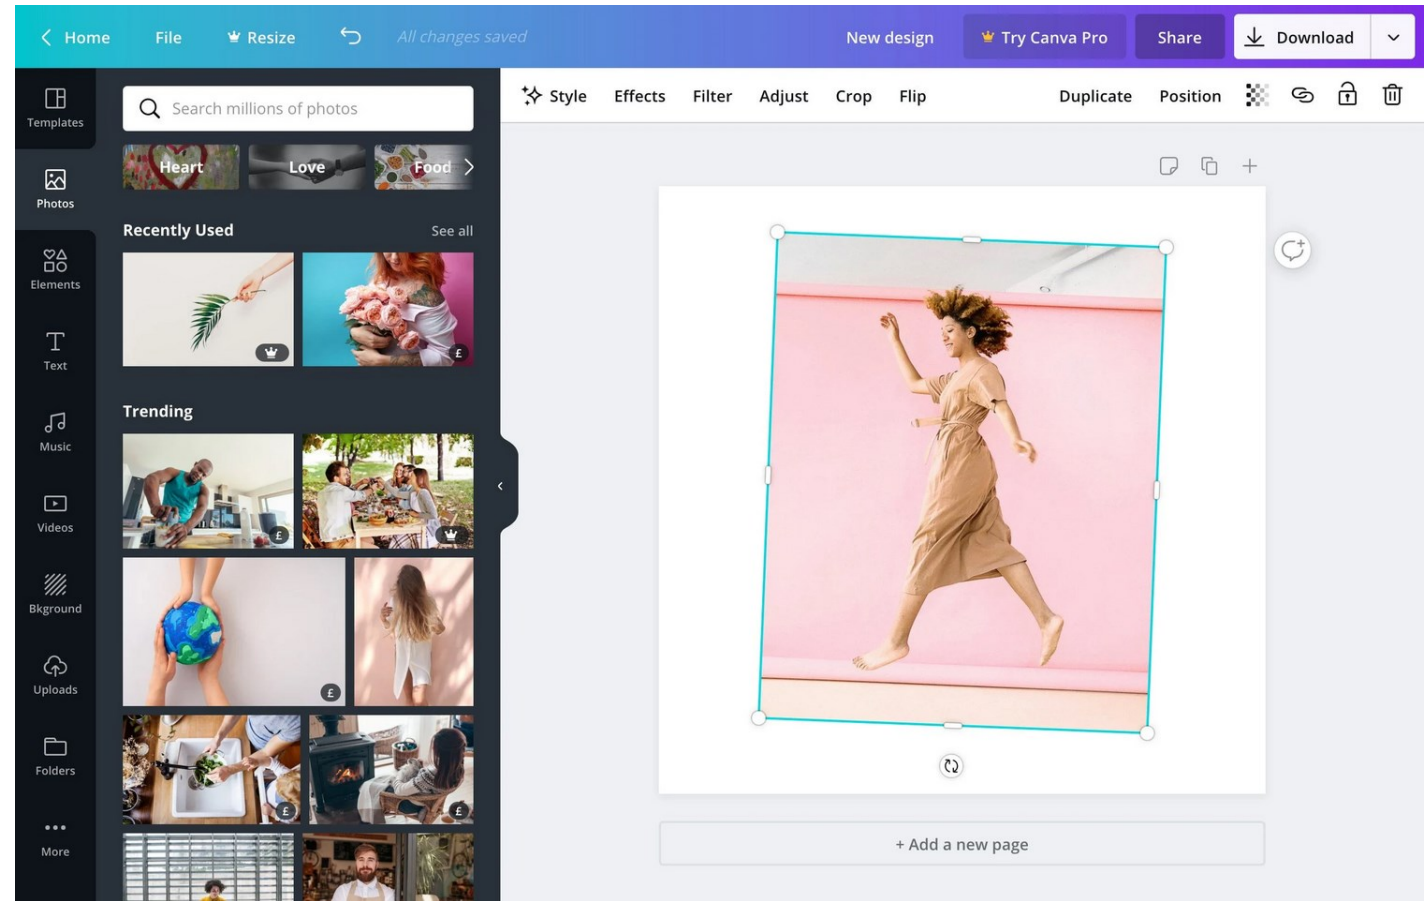 Home File Resize All changes saved New design Try Canva Pro Share Download
Style Effects Filter Adjust Crop Flip Duplicate Position
Templates
Photos
Elements
Text
Music
Videos
Bkground
Uploads
Folders
More
Search millions of photos
Heart Love Food
Recently Used See all
£
Trending
£
£
£ £
+ Add a new page